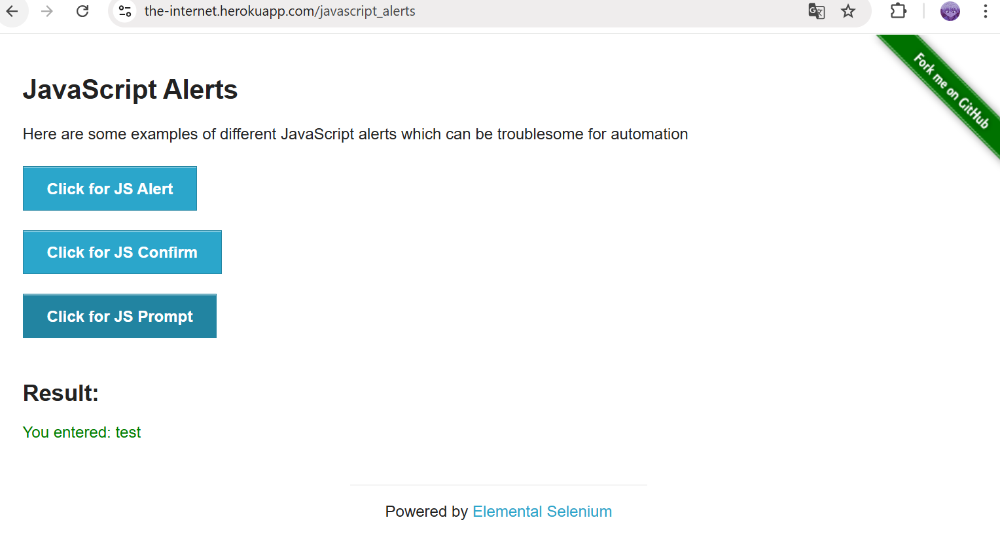 the-internet.herokuapp.com/javascript_alerts
Fork me on GitHub
JavaScript Alerts
Here are some examples of different JavaScript alerts which can be troublesome for automation
Click for JS Alert
Click for JS Confirm
Click for JS Prompt
Result:
You entered: test
Powered by Elemental Selenium